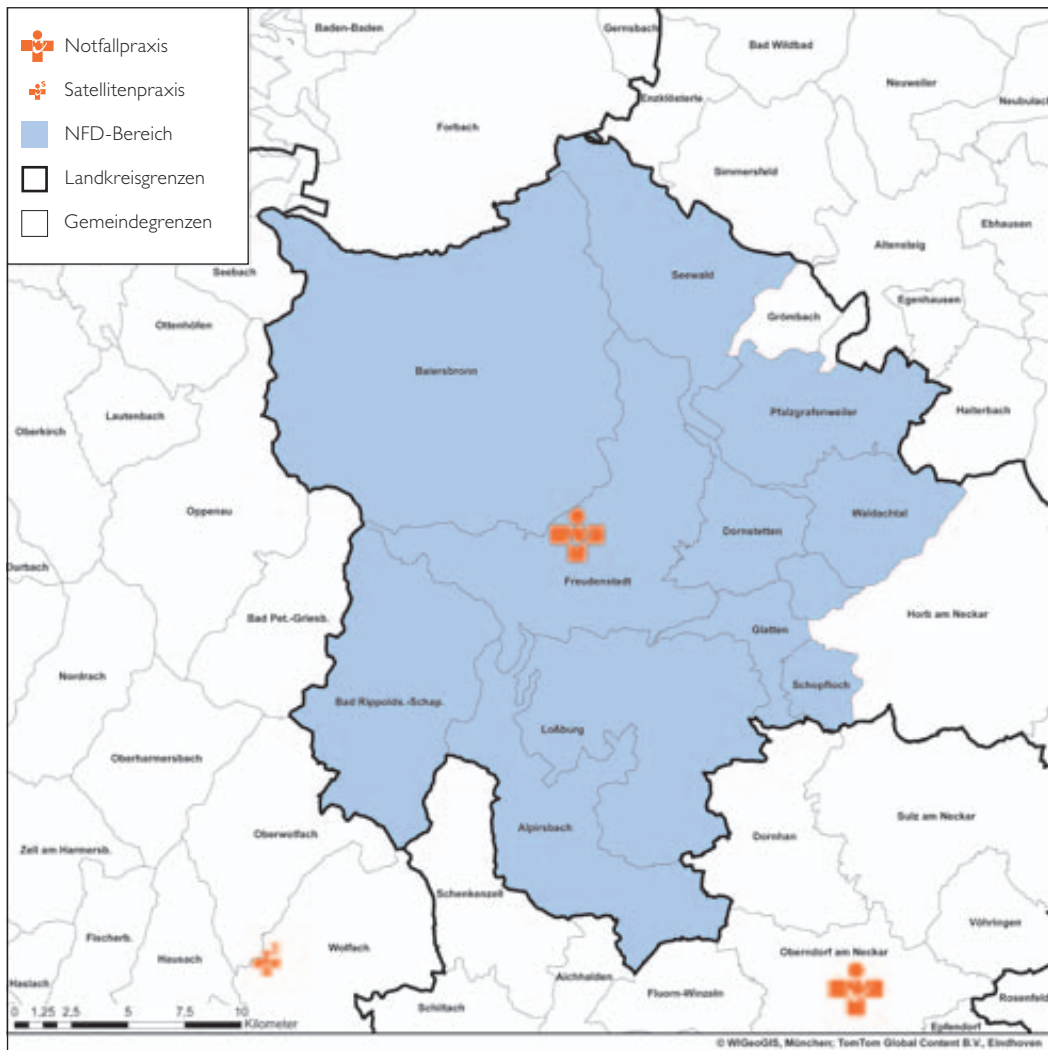 Notfallpraxis
S
Satellitenpraxis
NFD-Bereich
Landkreisgrenzen
Gemeindegrenzen
Baden-Baden
Gernsbach
Bad Wildbad
Neuweiler
Enzklösterle
Neubulach
Forbach
Simmersfeld
Ebhausen
Altensteig
Seebach
Seewald
Egenhausen
Ottenhöfen
Grömbach
Baiersbronn
Pfalzgrafenweiler
Haiterbach
Lautenbach
Oberkirch
Oppenau
Waldachtal
Dornstetten
Durbach
Freudenstadt
Bad Pet.-Griesb.
Horb am Neckar
Glatten
Nordrach
Schopfloch
Bad Rippolds.-Schap.
Loßburg
Oberharmersbach
Sulz am Neckar
Oberwolfach
Alpirsbach
Dornhan
Zell am Harmersb.
Schenkenzell
Vöhringen
Fischerb.
Wolfach
S
Oberndorf am Neckar
Hausach
Aichhalden
Haslach
Fluorn-Winzeln
Rosenfeld
Schiltach
0 1.25 2.5 5 7.5 10
Kilometer
Epfendorf
© WIGeoGIS, München; TomTom Global Content B.V., Eindhoven